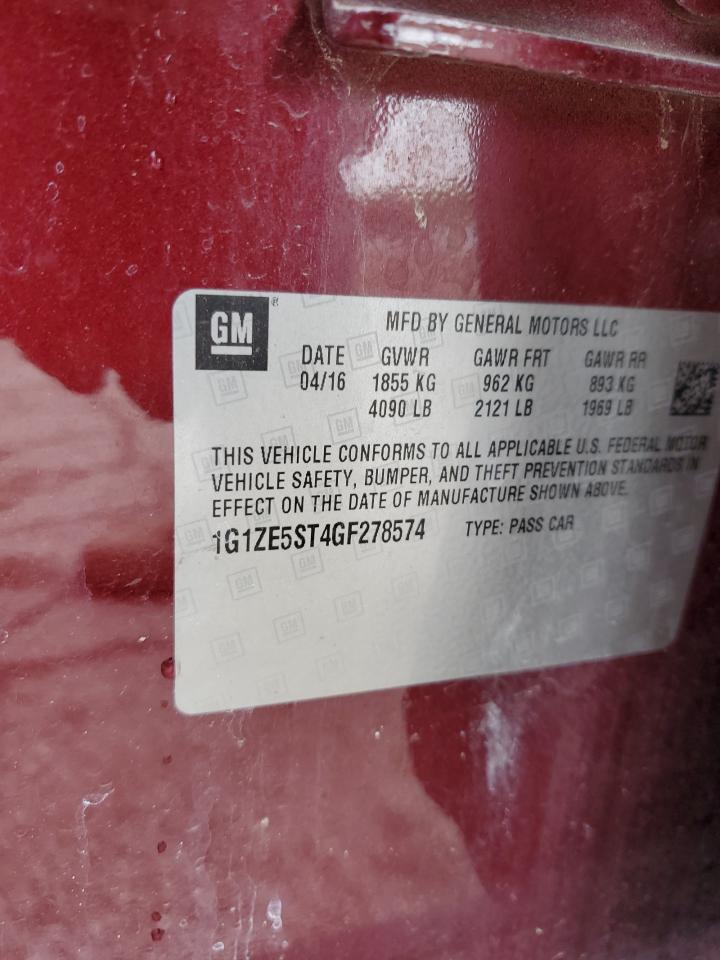 GM ®
MFD BY GENERAL MOTORS LLC
DATE GVWR GAWR FRT GAWR RR
04/16 1855 KG 962 KG 893 KG
4090 LB 2121 LB 1969 LB
THIS VEHICLE CONFORMS TO ALL APPLICABLE U.S. FEDERAL MOTOR
VEHICLE SAFETY, BUMPER, AND THEFT PREVENTION STANDARDS IN
EFFECT ON THE DATE OF MANUFACTURE SHOWN ABOVE.
1G1ZE5ST4GF278574 TYPE: PASS CAR